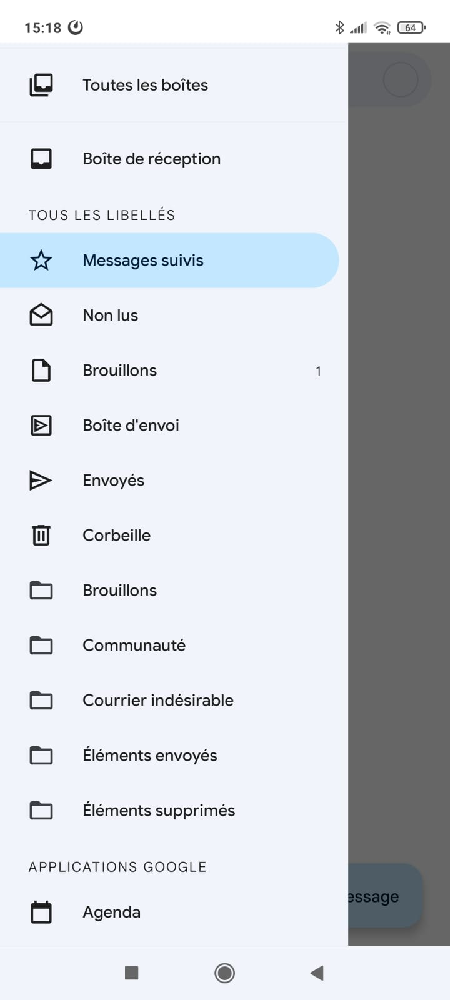 15:18
64
Toutes les boîtes
Boîte de réception
TOUS LES LIBELLÉS
Messages suivis
Non lus
Brouillons 1
Boîte d'envoi
Envoyés
Corbeille
Brouillons
Communauté
Courrier indésirable
Éléments envoyés
Éléments supprimés
APPLICATIONS GOOGLE
essage
Agenda